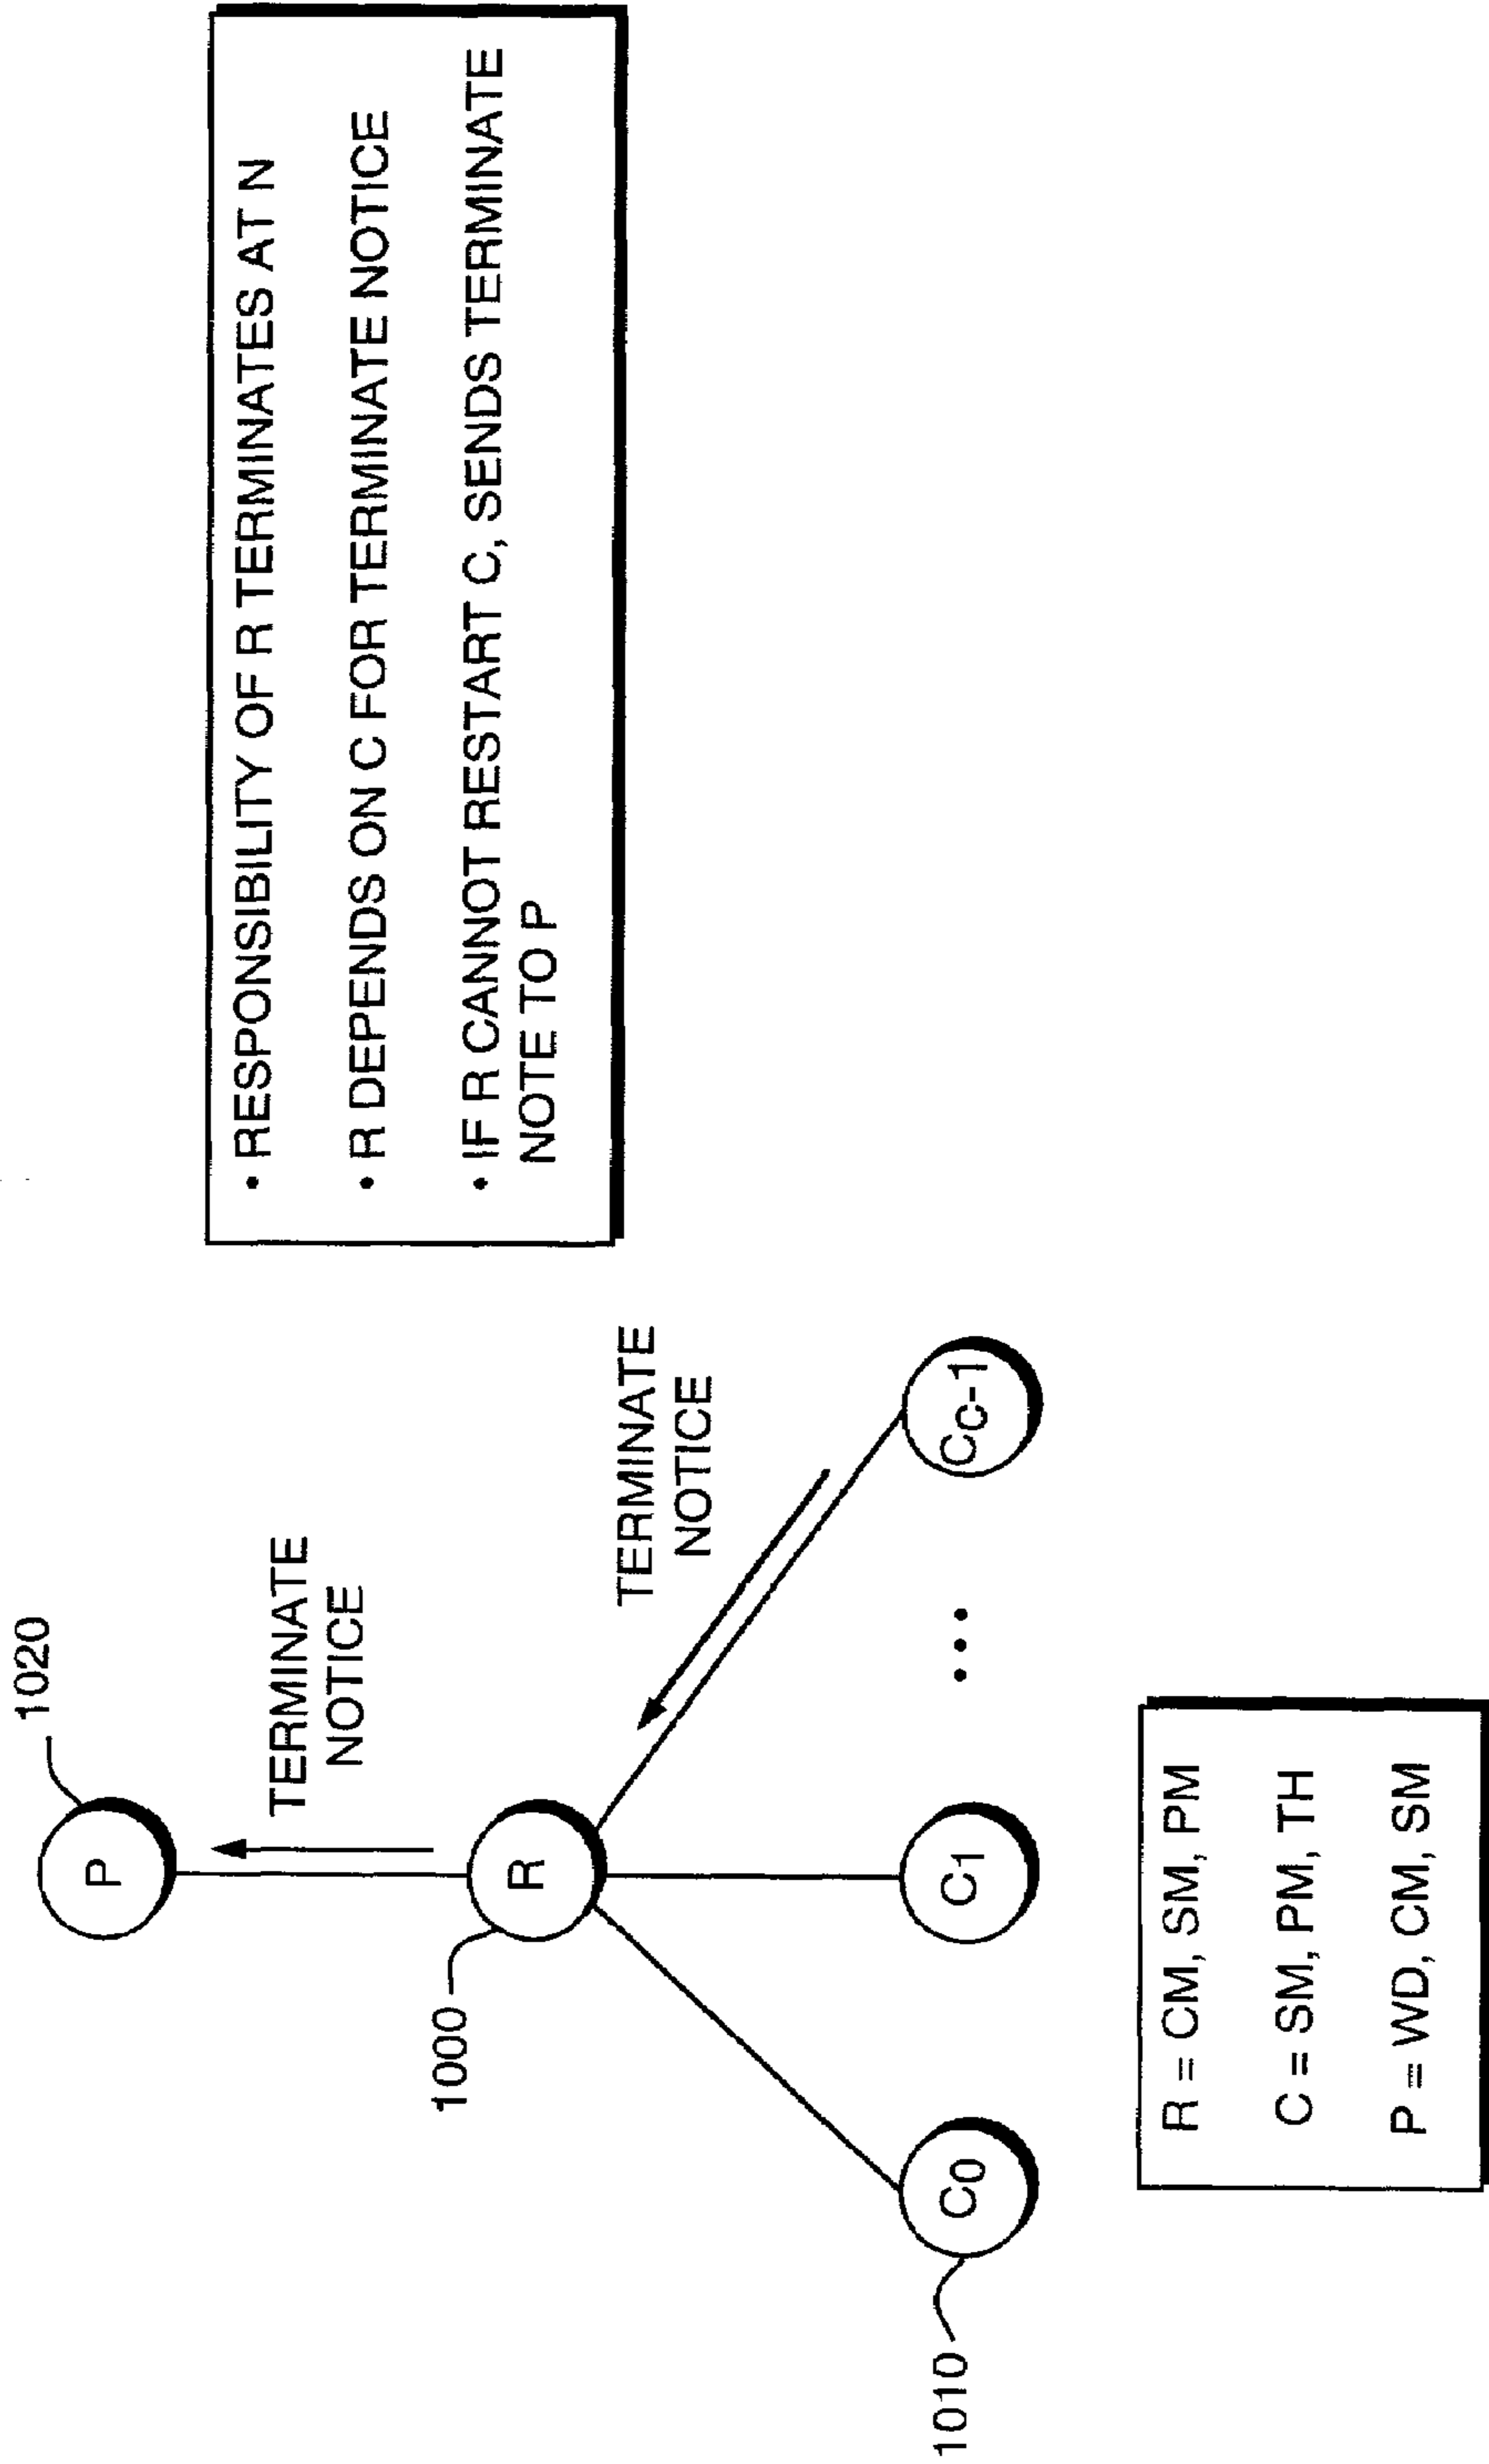 1020
P
TERMINATE
NOTICE
1000
R
TERMINATE
NOTICE
1010
C0
C1
• • •
Cc-1
R = CM, SM, PM
C = SM, PM, TH
P = WD, CM, SM
• RESPONSIBILITY OF R TERMINATES AT N
• R DEPENDS ON C FOR TERMINATE NOTICE
• IF R CANNOT RESTART C, SENDS TERMINATE
NOTE TO P